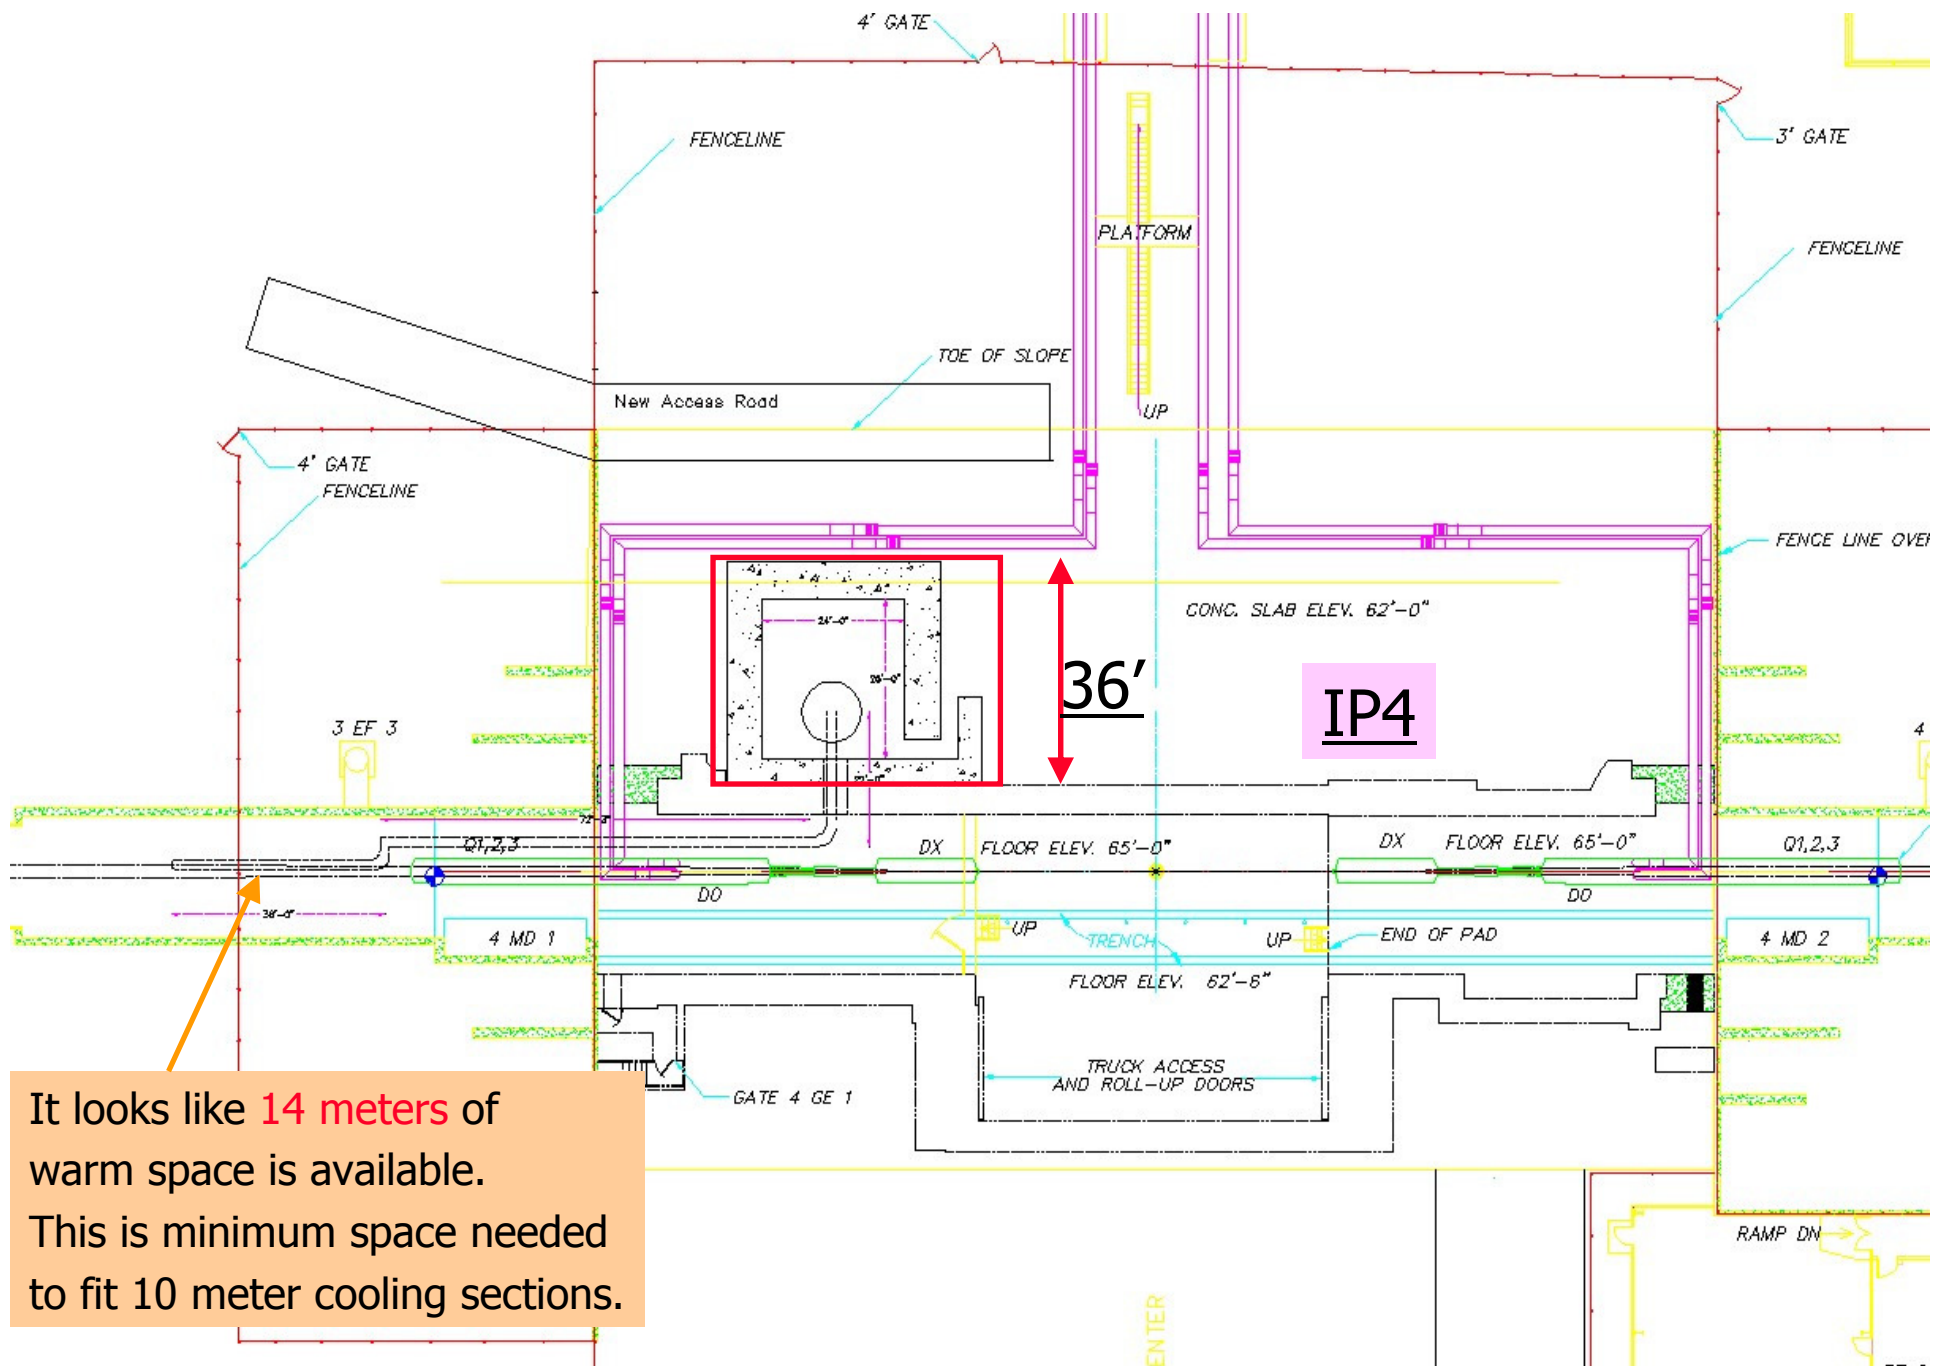 4' GATE
FENCELINE
3' GATE
PLATFORM
FENCELINE
TOE OF SLOPE
New Access Road
UP
4' GATE
FENCELINE
FENCE LINE OVER
CONC. SLAB ELEV. 62'-0"
24'-0"
36'
IP4
3 EF 3
4
Q1,2,3
DX
FLOOR ELEV. 65'-0"
DX
FLOOR ELEV. 65'-0"
Q1,2,3
DO
DO
4 MD 1
UP
TRENCH
UP
END OF PAD
4 MD 2
FLOOR ELEV. 62'-6"
TRUCK ACCESS
AND ROLL-UP DOORS
GATE 4 GE 1
It looks like 14 meters of
warm space is available.
This is minimum space needed
to fit 10 meter cooling sections.
RAMP DN